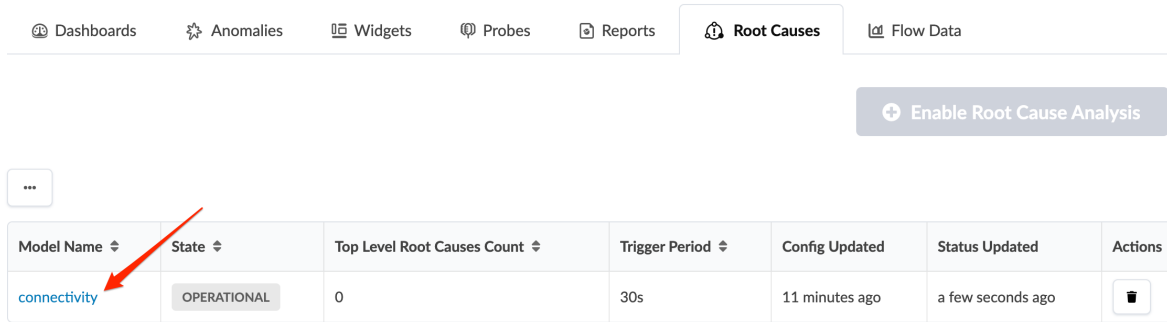 Dashboards Anomalies Widgets Probes Reports Root Causes Flow Data
Enable Root Cause Analysis
Model Name State Top Level Root Causes Count Trigger Period Config Updated Status Updated Actions
connectivity OPERATIONAL 0 30s 11 minutes ago a few seconds ago